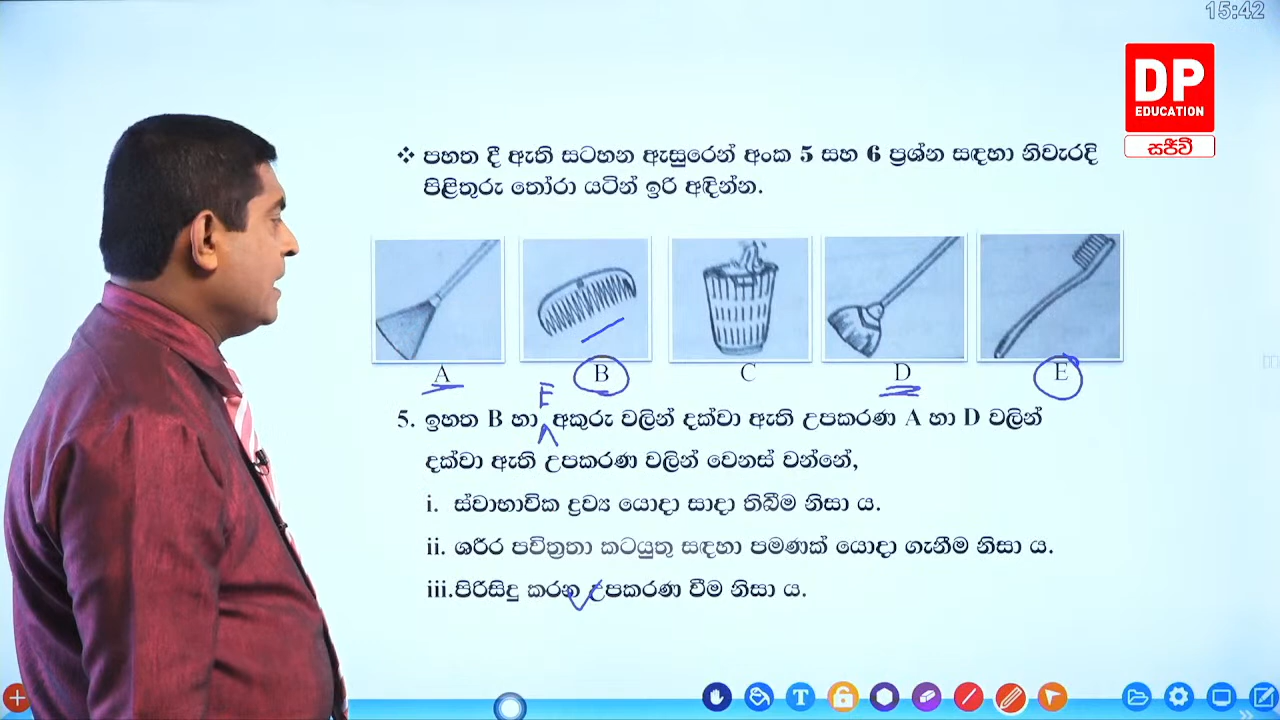 15:42
DP
EDUCATION
සජීවී
❖ පහත දී ඇති සටහන ඇසුරෙන් අංක 5 සහ 6 ප්‍රශ්න සඳහා නිවැරදි
පිළිතුරු තෝරා යටින් ඉරි අඳින්න.
A B C D E
E
5. ඉහත B හා අකුරු වලින් දක්වා ඇති උපකරණ A හා D වලින්
දක්වා ඇති උපකරණ වලින් වෙනස් වන්නේ,
i. ස්වාභාවික ද්‍රව්‍ය යොදා සාදා තිබීම නිසා ය.
ii. ශරීර පවිත්‍රතා කටයුතු සඳහා පමණක් යොදා ගැනීම නිසා ය.
iii.පිරිසිදු කරන උපකරණ වීම නිසා ය.